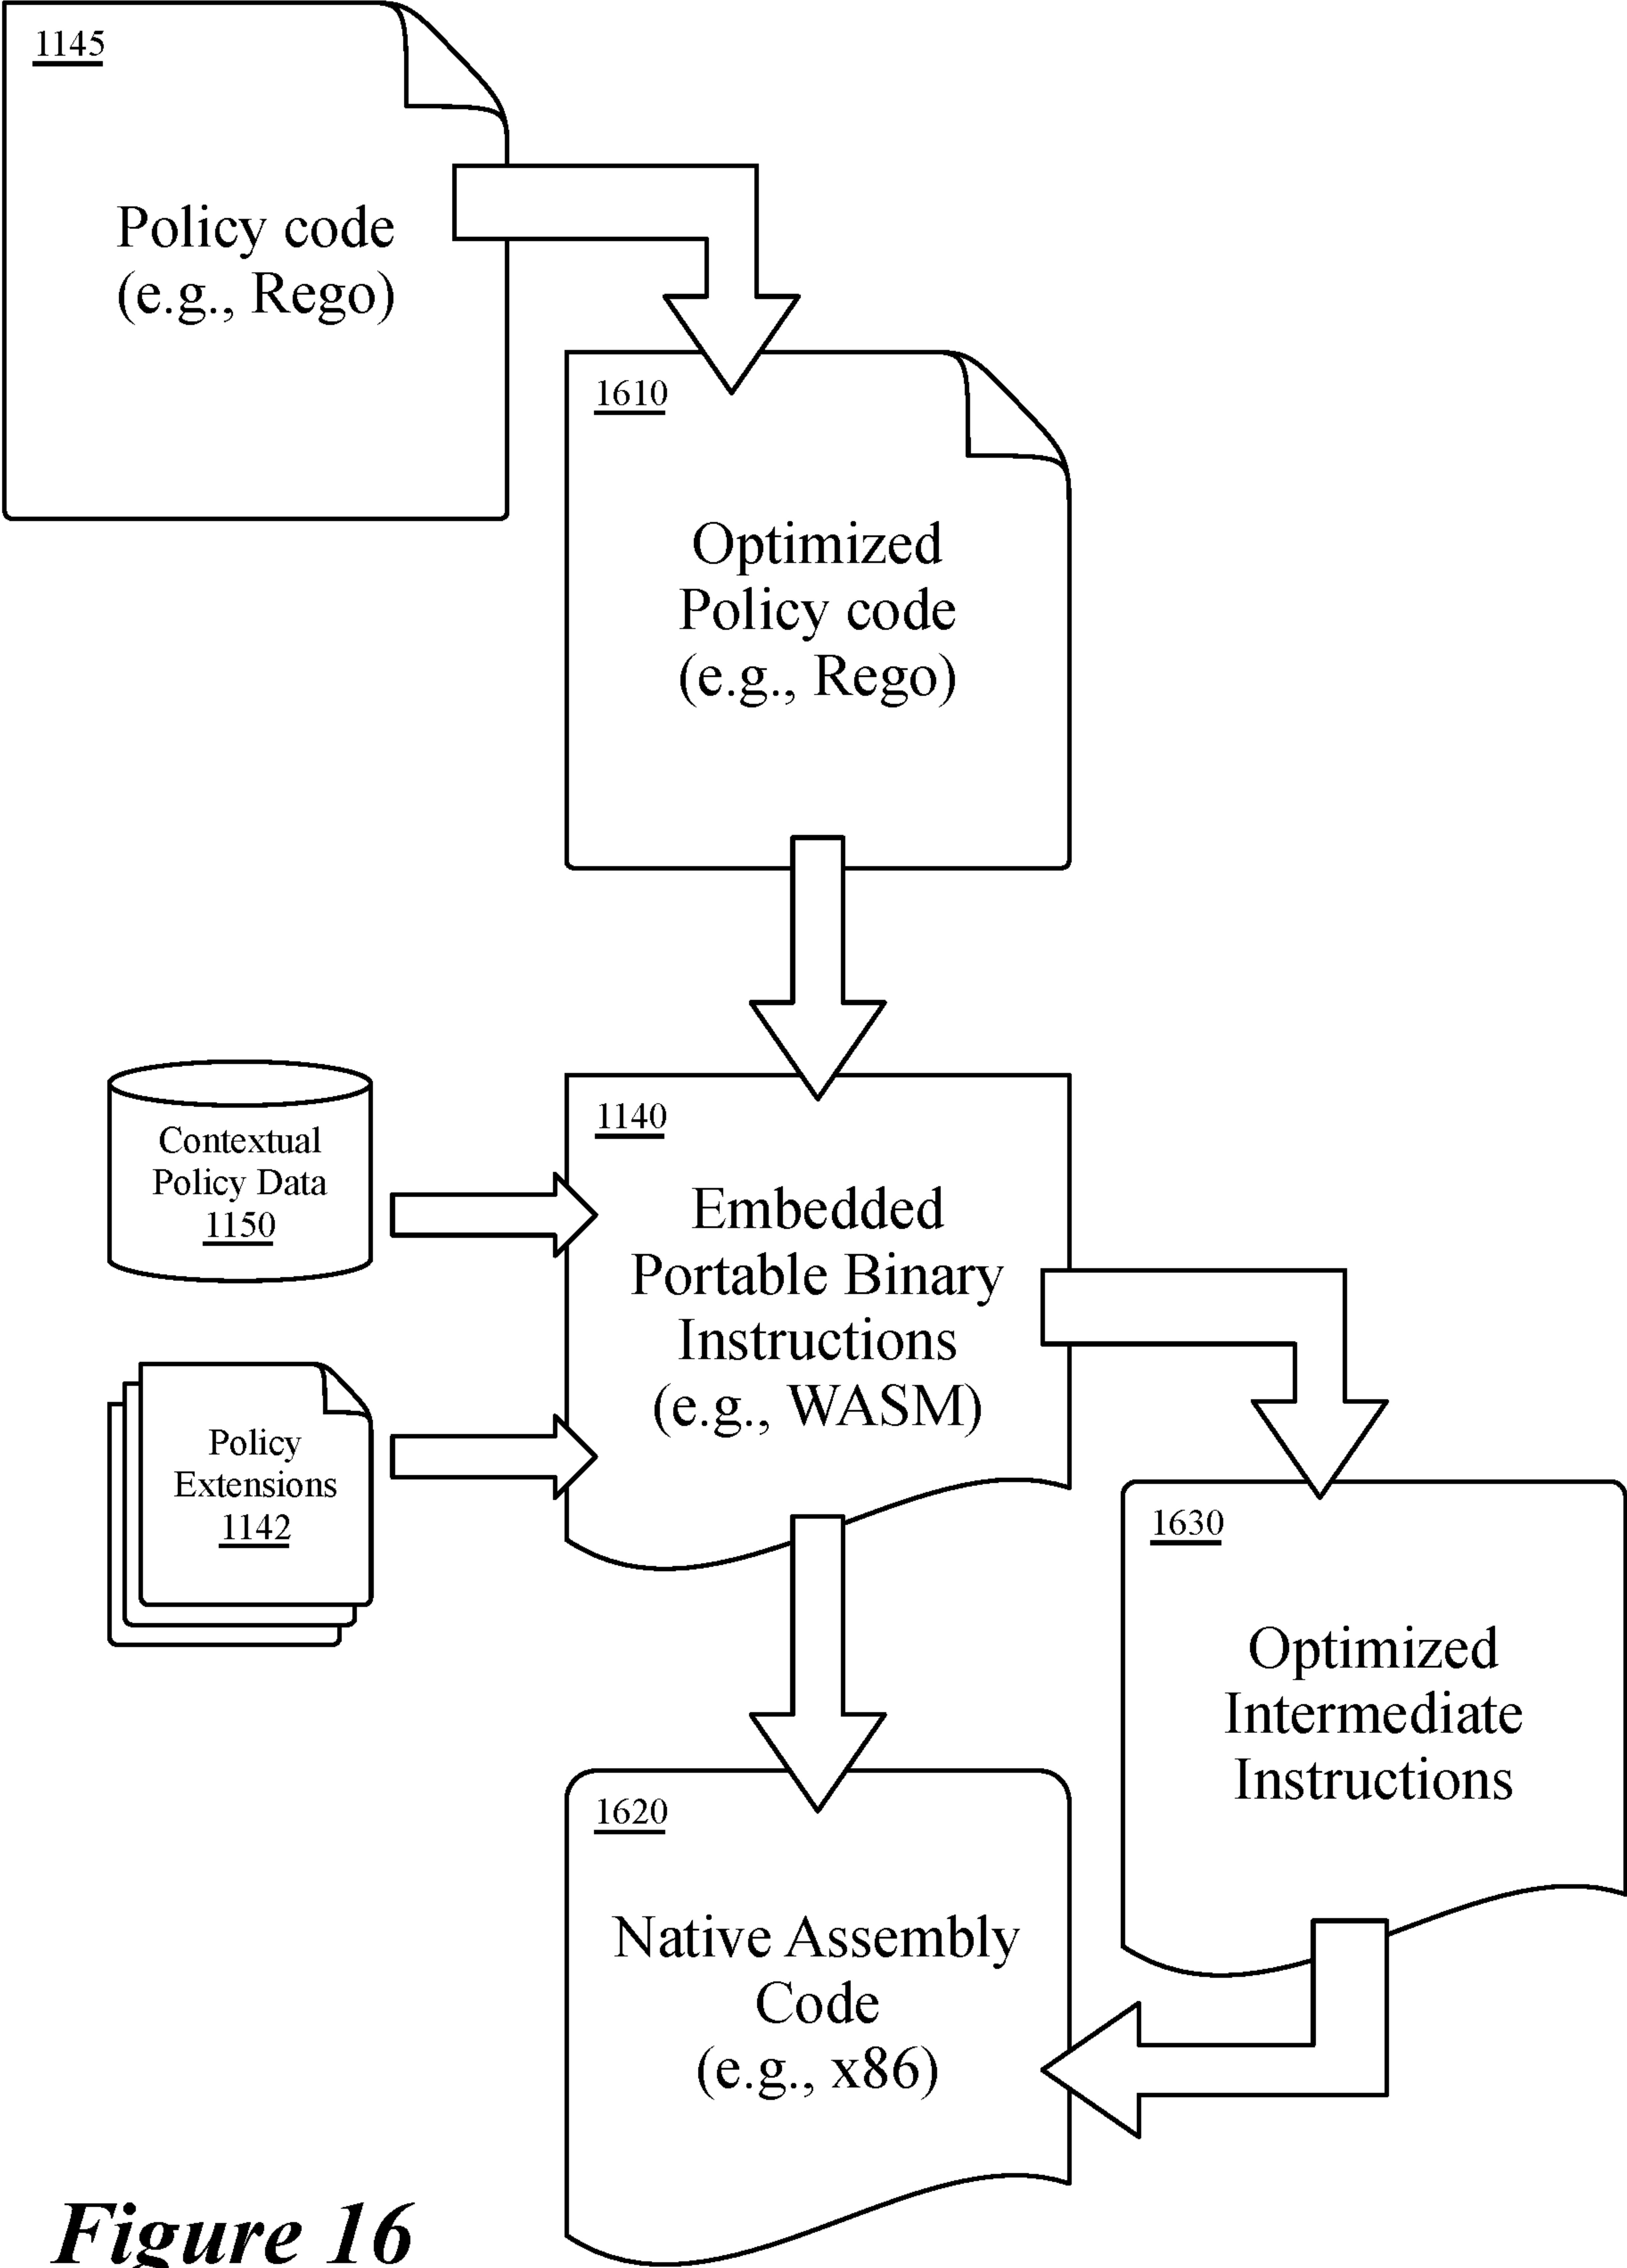 1145
Policy code
(e.g., Rego)
1610
Optimized
Policy code
(e.g., Rego)
Contextual
Policy Data
1150
1140
Embedded
Portable Binary
Instructions
(e.g., WASM)
Policy
Extensions
1142
1630
Optimized
Intermediate
Instructions
1620
Native Assembly
Code
(e.g., x86)
Figure 16